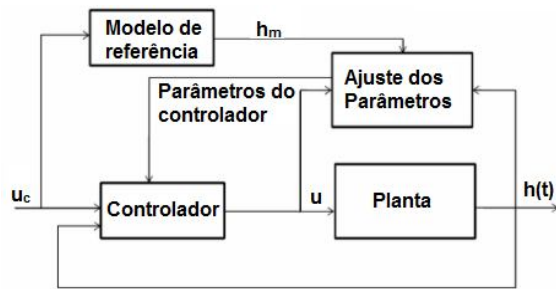 Modelo de
referência
hm
Ajuste dos
Parâmetros
Parâmetros do
controlador
uc
Controlador
u
Planta
h(t)